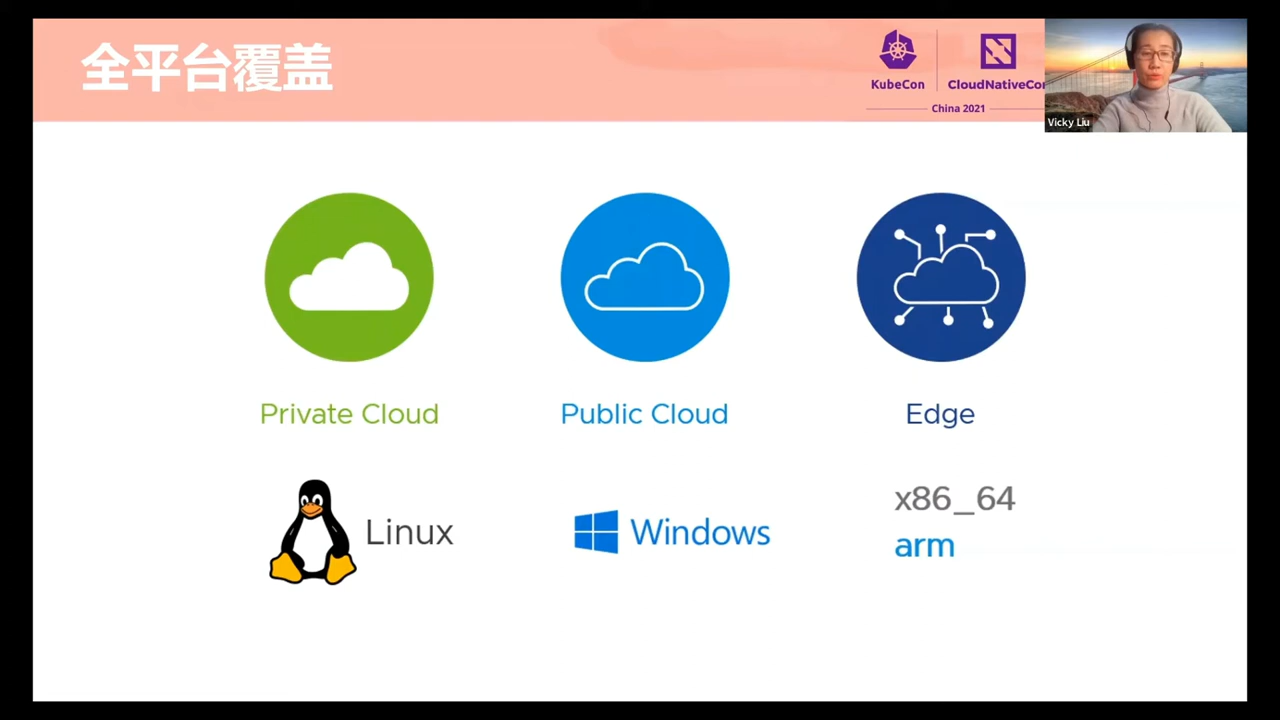 全平台覆盖
KubeCon
CloudNativeCon
China 2021
Vicky Liu
Private Cloud
Public Cloud
Edge
Linux
Windows
x86_64
arm